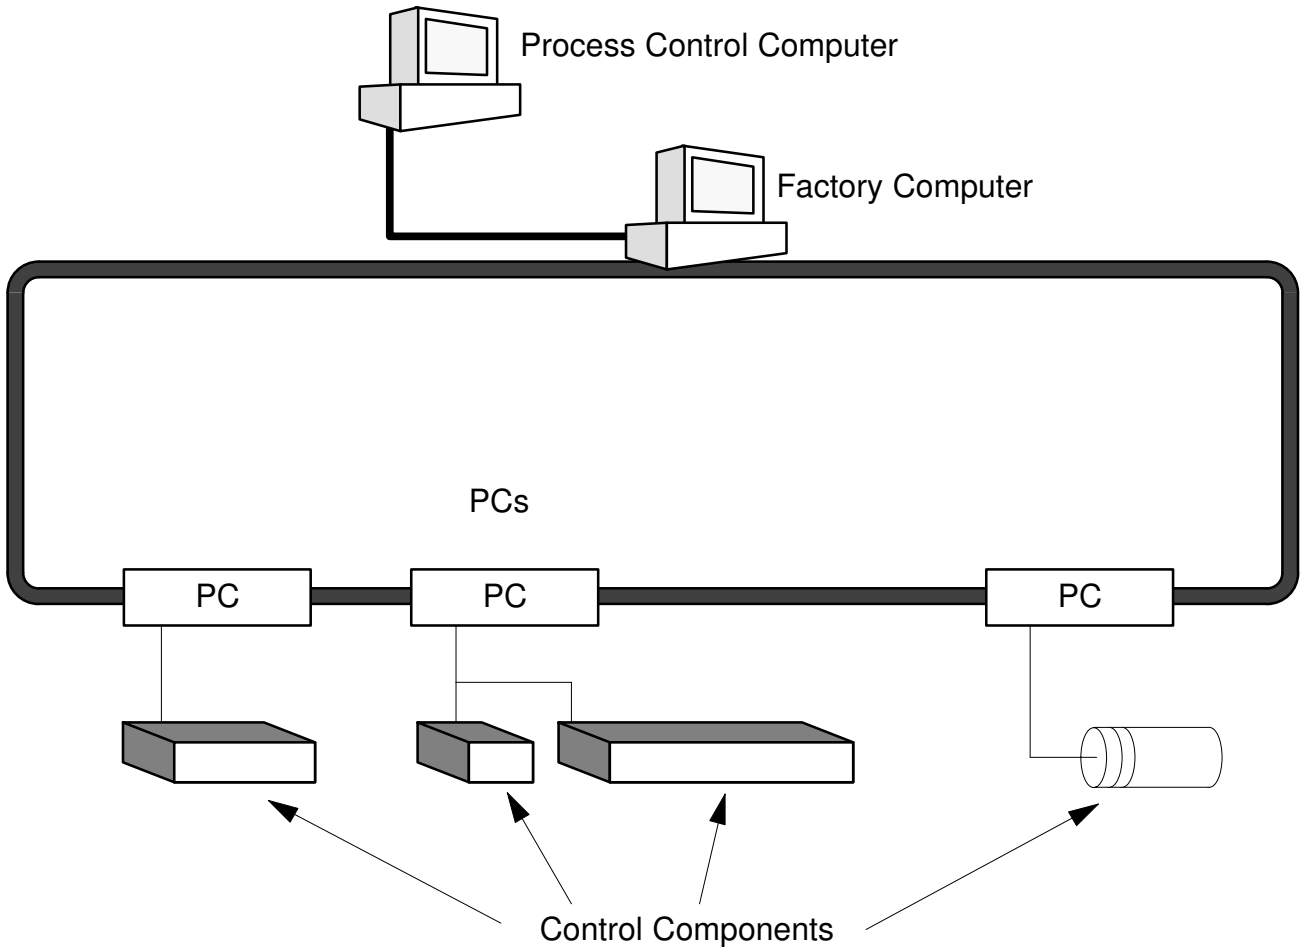 Process Control Computer
Factory Computer
PCs
PC
PC
PC
Control Components